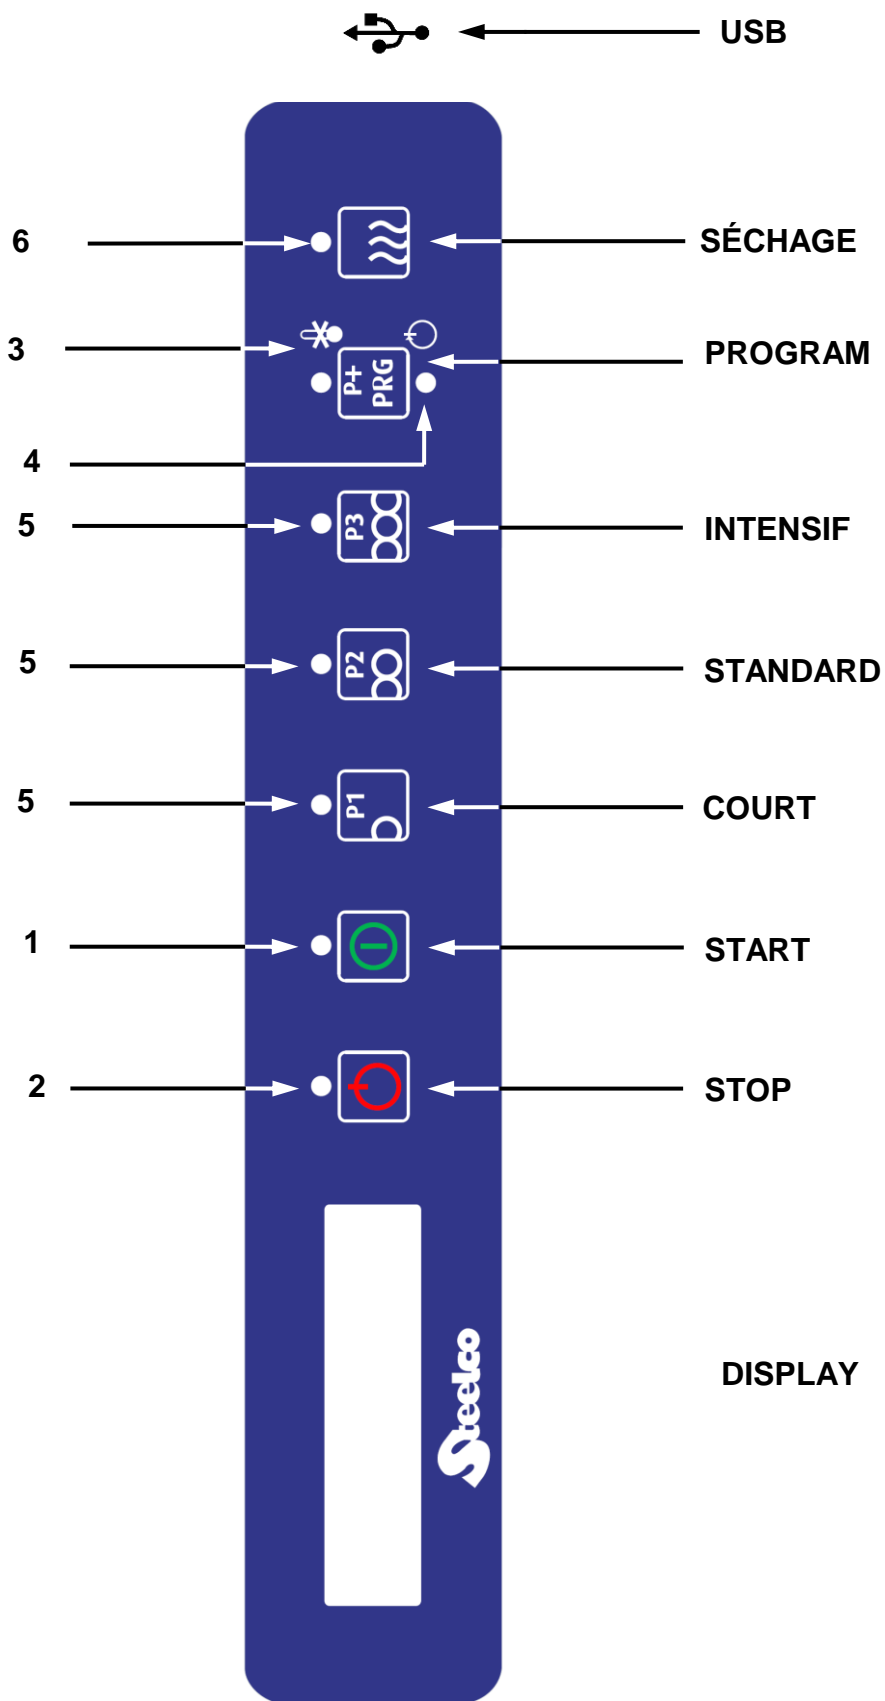 USB
6
SÉCHAGE
3
P+
PRG
PROGRAM
4
5
P3
INTENSIF
5
P2
STANDARD
5
P1
COURT
1
START
2
STOP
Steelco
DISPLAY